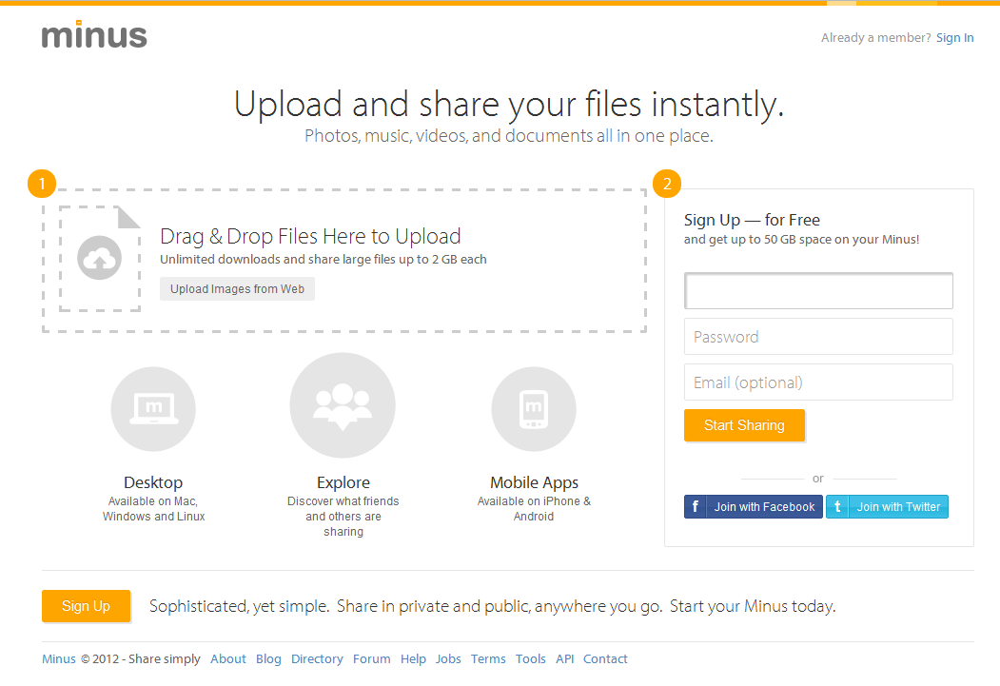 minus
Already a member? Sign In
Upload and share your files instantly.
Photos, music, videos, and documents all in one place.
1
Drag & Drop Files Here to Upload
Unlimited downloads and share large files up to 2 GB each
Upload Images from Web
m
Desktop
Available on Mac,
Windows and Linux
Explore
Discover what friends
and others are
sharing
m
Mobile Apps
Available on iPhone &
Android
2
Sign Up — for Free
and get up to 50 GB space on your Minus!
Password
Email (optional)
Start Sharing
or
f Join with Facebook t Join with Twitter
Sign Up Sophisticated, yet simple. Share in private and public, anywhere you go. Start your Minus today.
Minus © 2012 - Share simply About Blog Directory Forum Help Jobs Terms Tools API Contact